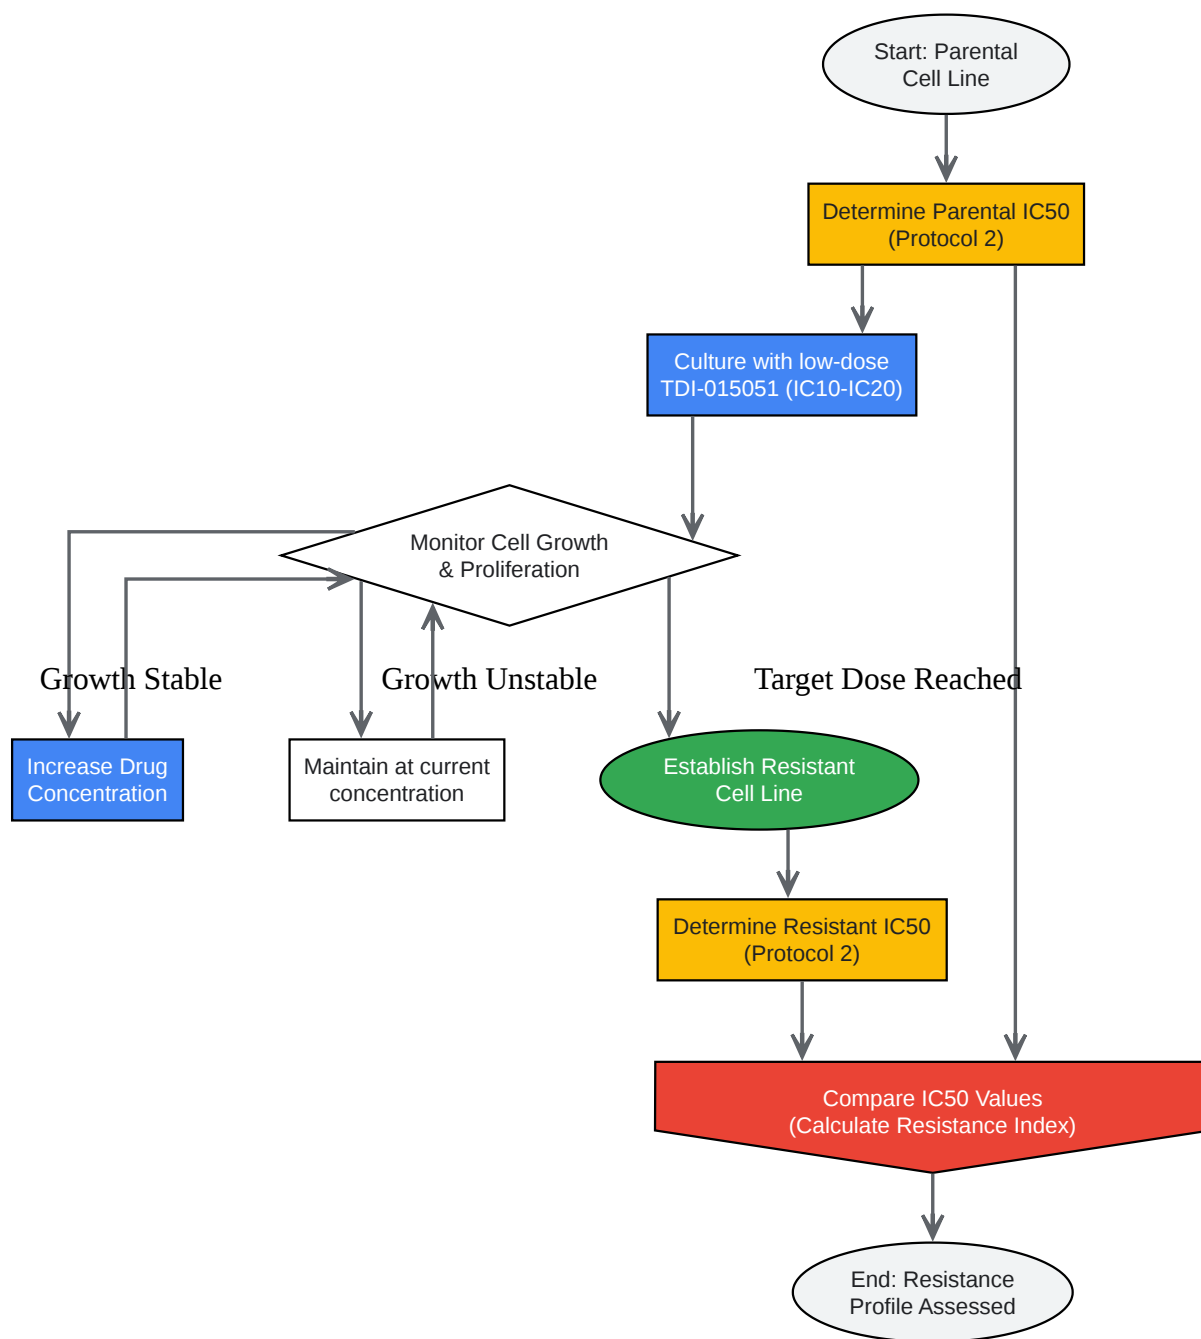 Start: Parental
Cell Line
Determine Parental IC50
(Protocol 2)
Culture with low-dose
TDI-015051 (IC10-IC20)
Monitor Cell Growth
& Proliferation
Growth Stable
Growth Unstable
Target Dose Reached
Increase Drug
Concentration
Maintain at current
concentration
Establish Resistant
Cell Line
Determine Resistant IC50
(Protocol 2)
Compare IC50 Values
(Calculate Resistance Index)
End: Resistance
Profile Assessed